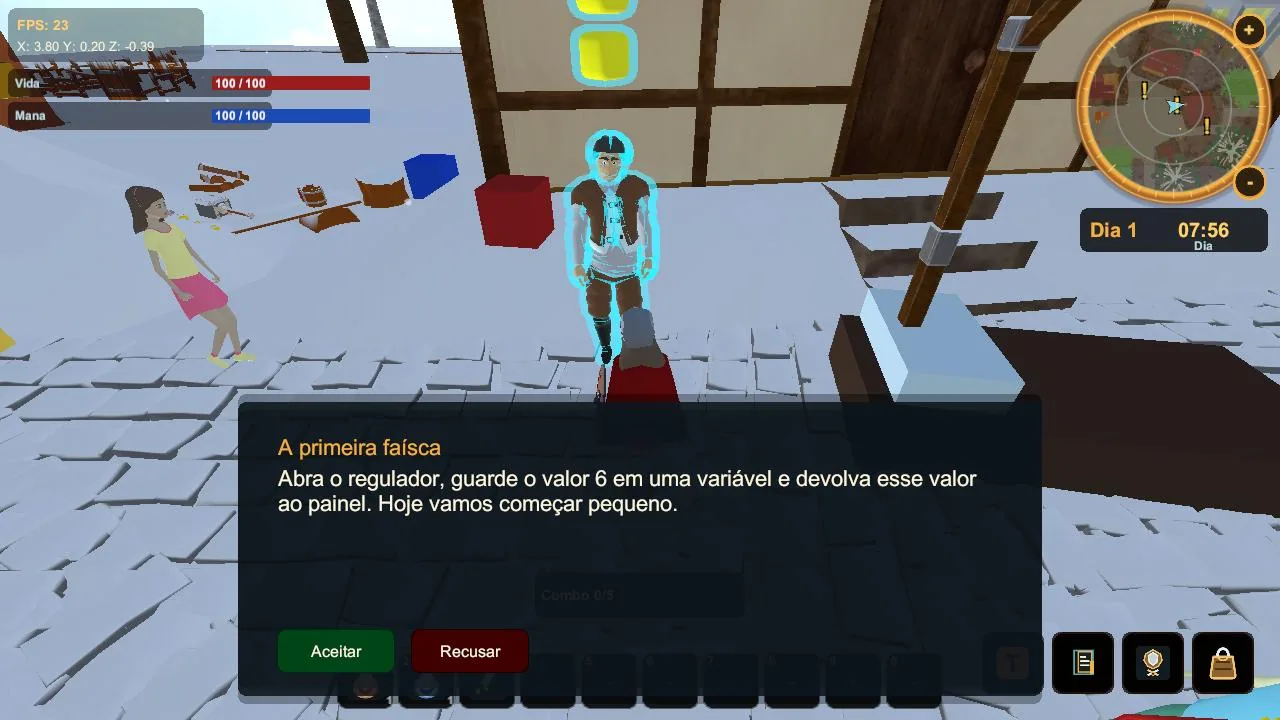 FPS: 23
X: 3.80 Y: 0.20 Z: -0.39
Vida 100 / 100
Mana 100 / 100
Dia 1 07:56
Dia
A primeira faísca
Abra o regulador, guarde o valor 6 em uma variável e devolva esse valor
ao painel. Hoje vamos começar pequeno.
Combo 0/5
Aceitar Recusar